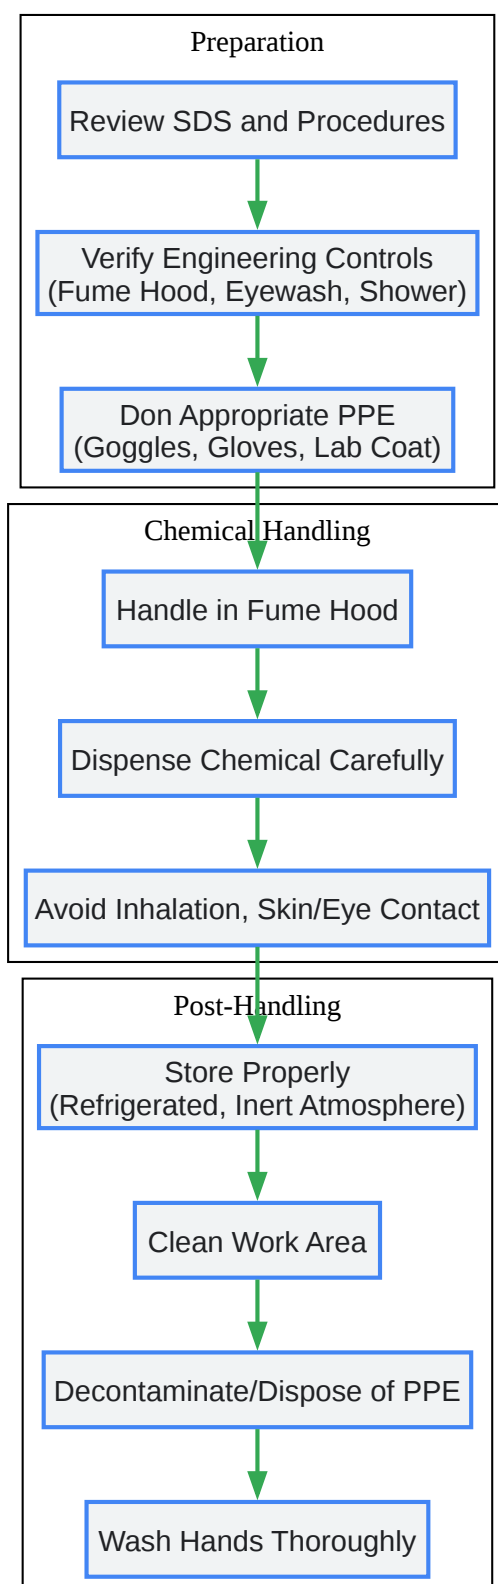 Preparation
Review SDS and Procedures
Verify Engineering Controls
(Fume Hood, Eyewash, Shower)
Don Appropriate PPE
(Goggles, Gloves, Lab Coat)
Chemical Handling
Handle in Fume Hood
Dispense Chemical Carefully
Avoid Inhalation, Skin/Eye Contact
Post-Handling
Store Properly
(Refrigerated, Inert Atmosphere)
Clean Work Area
Decontaminate/Dispose of PPE
Wash Hands Thoroughly